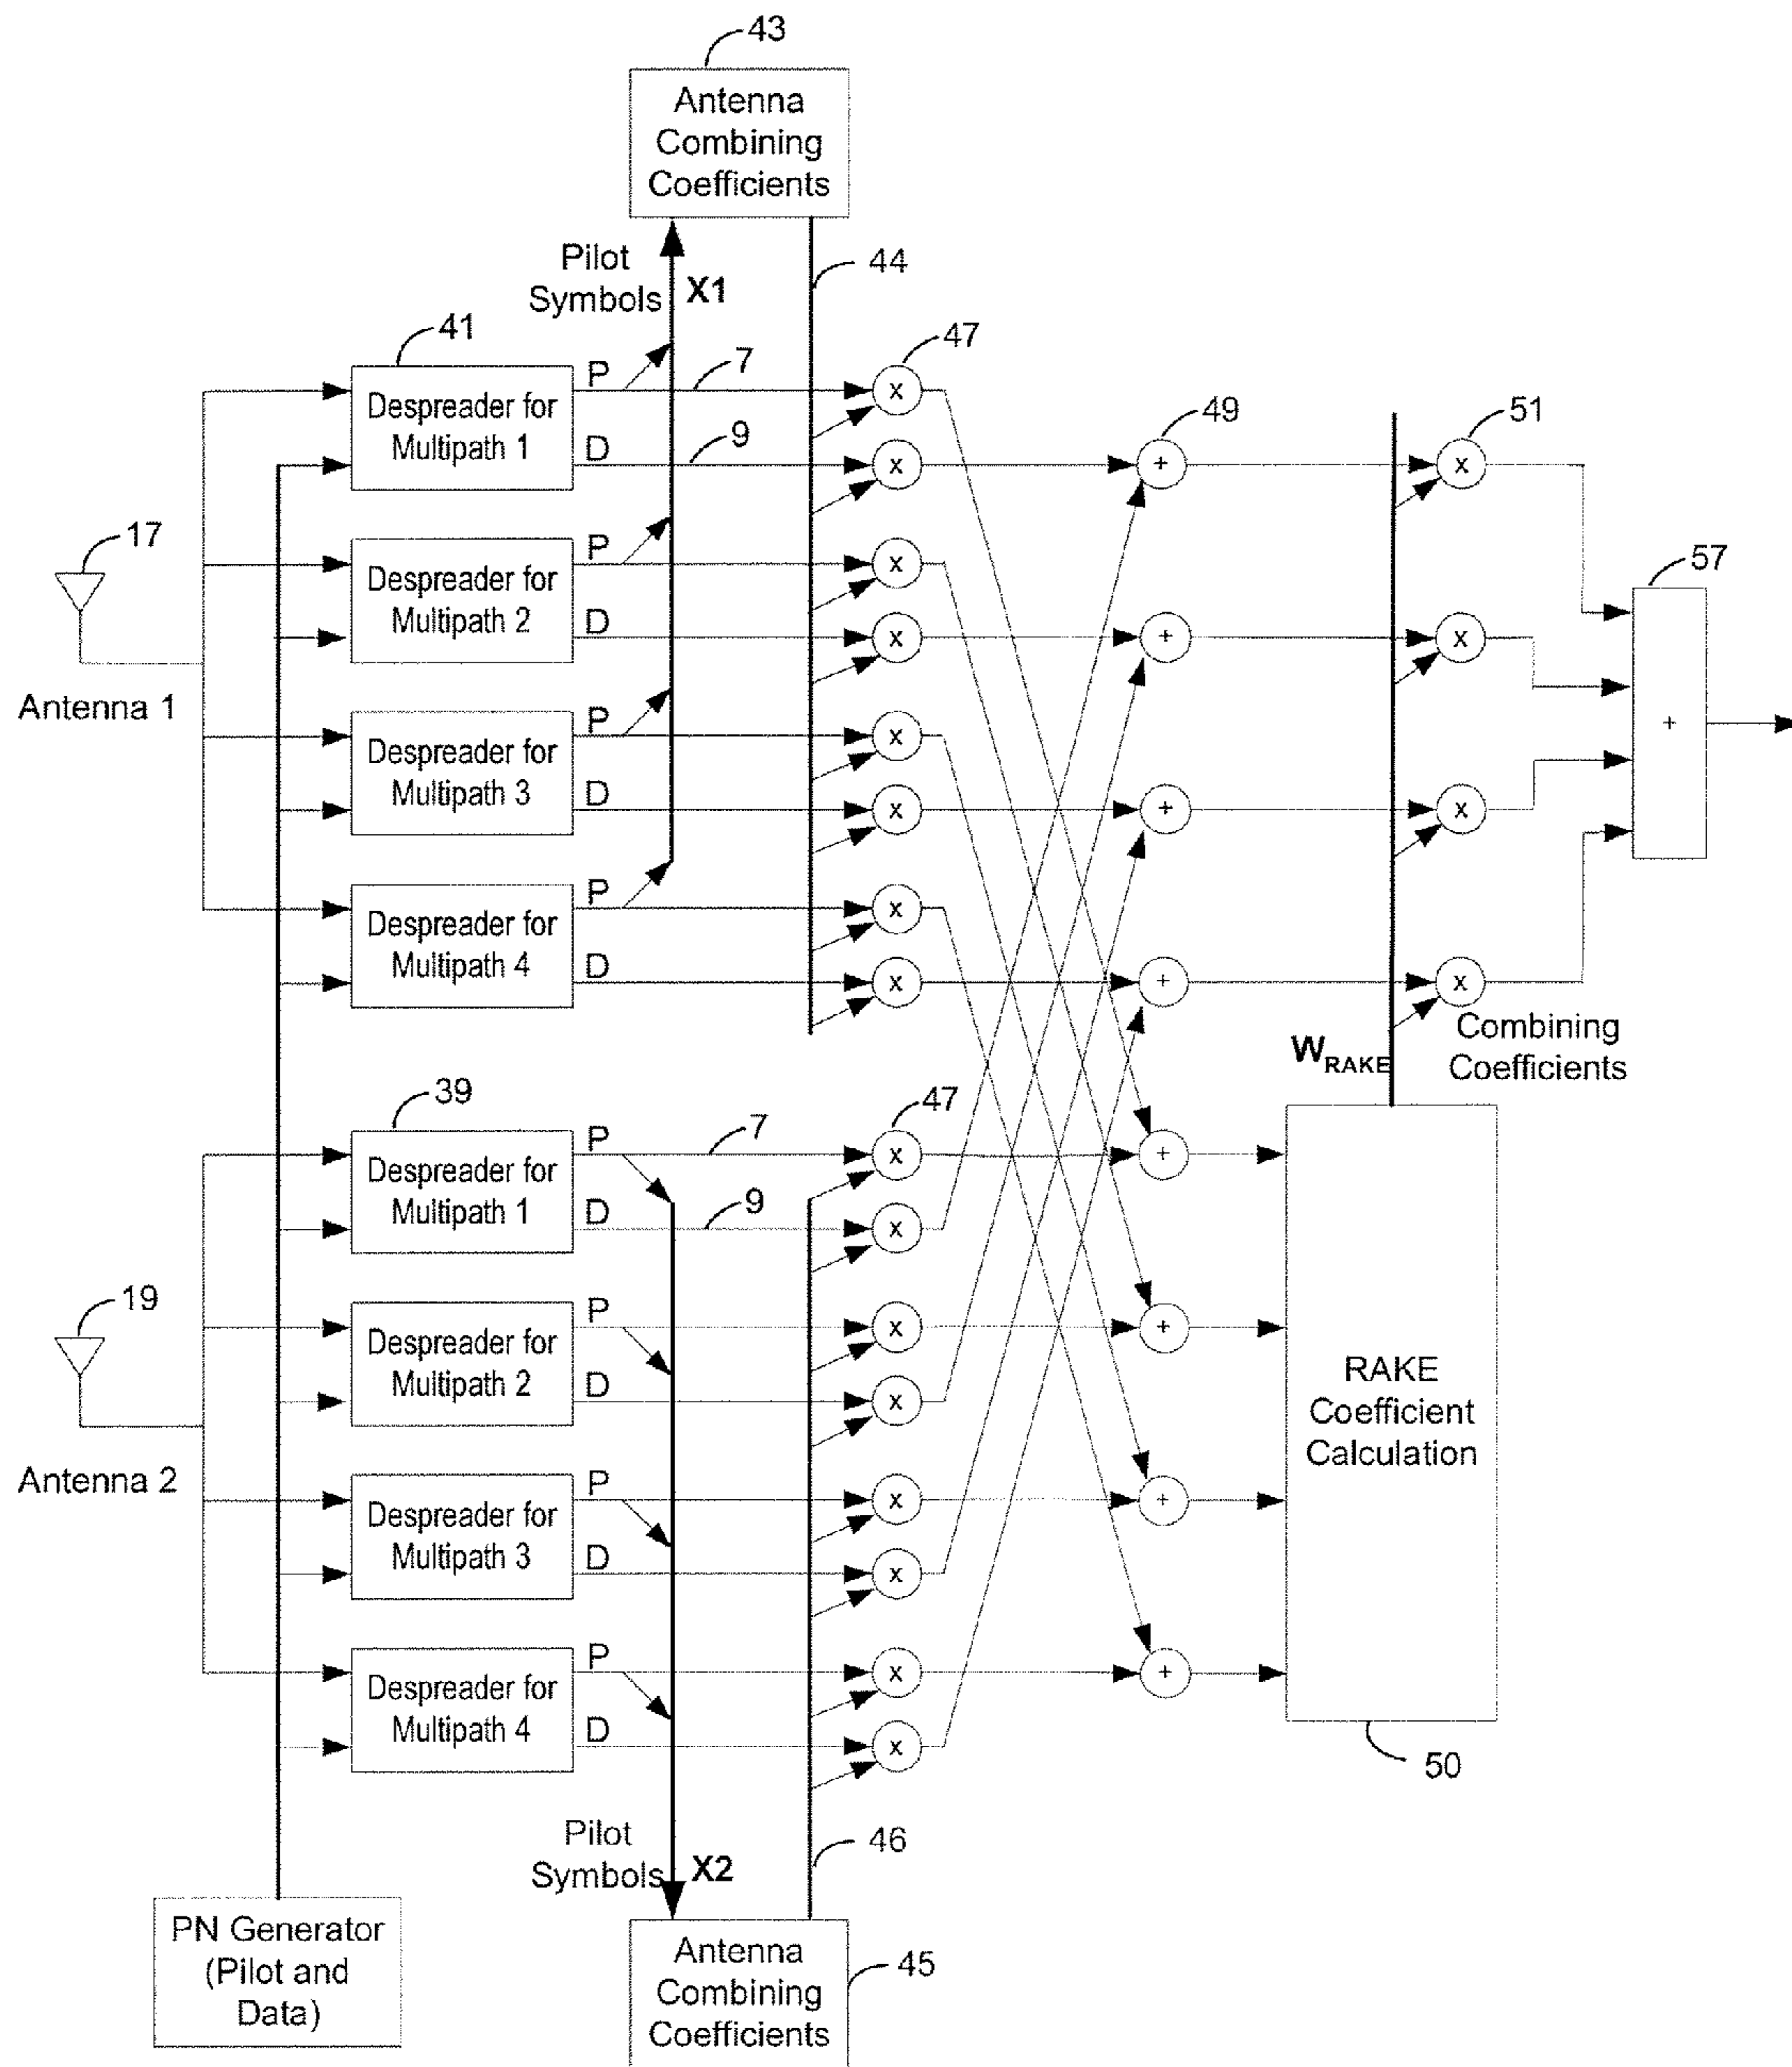 43
Antenna
Combining
Coefficients
Pilot
Symbols
X1
44
41
7
47
P
Despreader for
Multipath 1
D
9
x
x
49
+
51
x
17
P
Despreader for
Multipath 2
D
x
x
+
x
57
+
Antenna 1
P
Despreader for
Multipath 3
D
x
x
+
x
P
Despreader for
Multipath 4
D
x
x
+
x
Combining
Coefficients
W RAKE
39
7
47
P
Despreader for
Multipath 1
D
9
x
x
+
19
P
Despreader for
Multipath 2
D
x
x
+
RAKE
Coefficient
Calculation
Antenna 2
P
Despreader for
Multipath 3
D
x
x
+
P
Despreader for
Multipath 4
D
x
x
+
50
Pilot
Symbols
X2
46
PN Generator
(Pilot and
Data)
Antenna
Combining
Coefficients
45